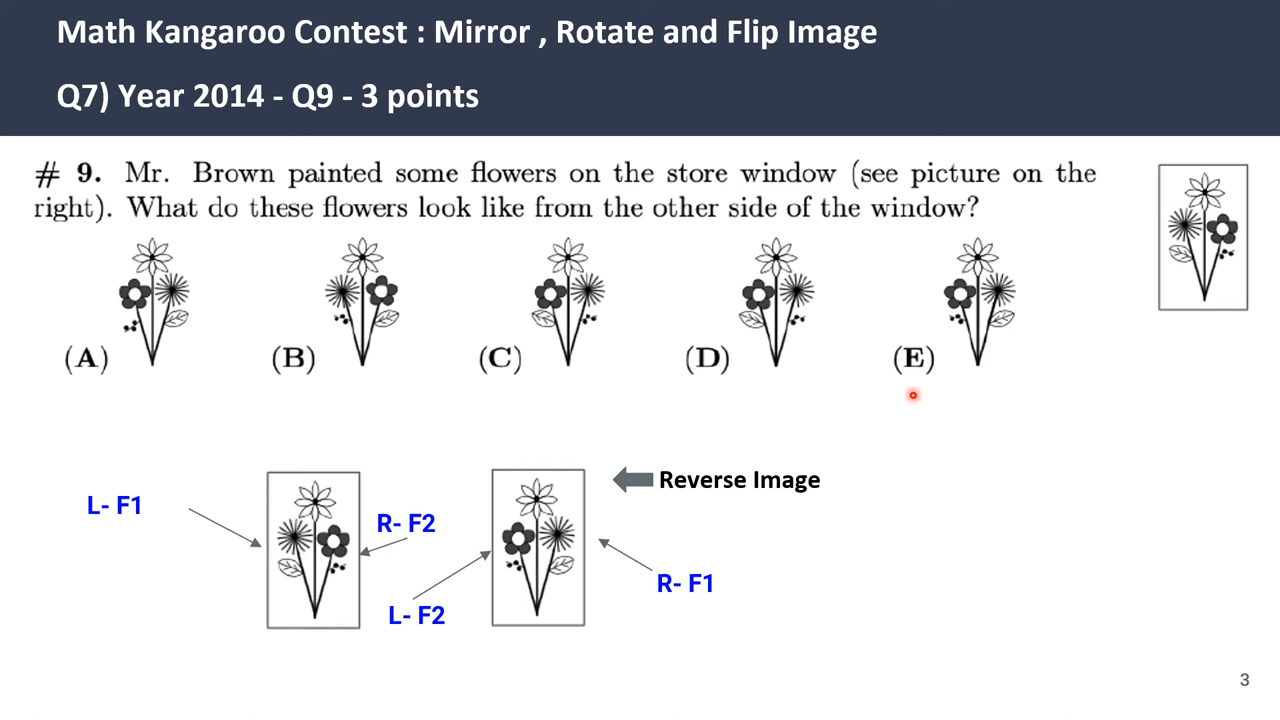 Math Kangaroo Contest : Mirror , Rotate and Flip Image
Q7) Year 2014 - Q9 - 3 points
# 9. Mr. Brown painted some flowers on the store window (see picture on the
right). What do these flowers look like from the other side of the window?
(A) (B) (C) (D) (E)
Reverse Image
L- F1
R- F2
R- F1
L- F2
3